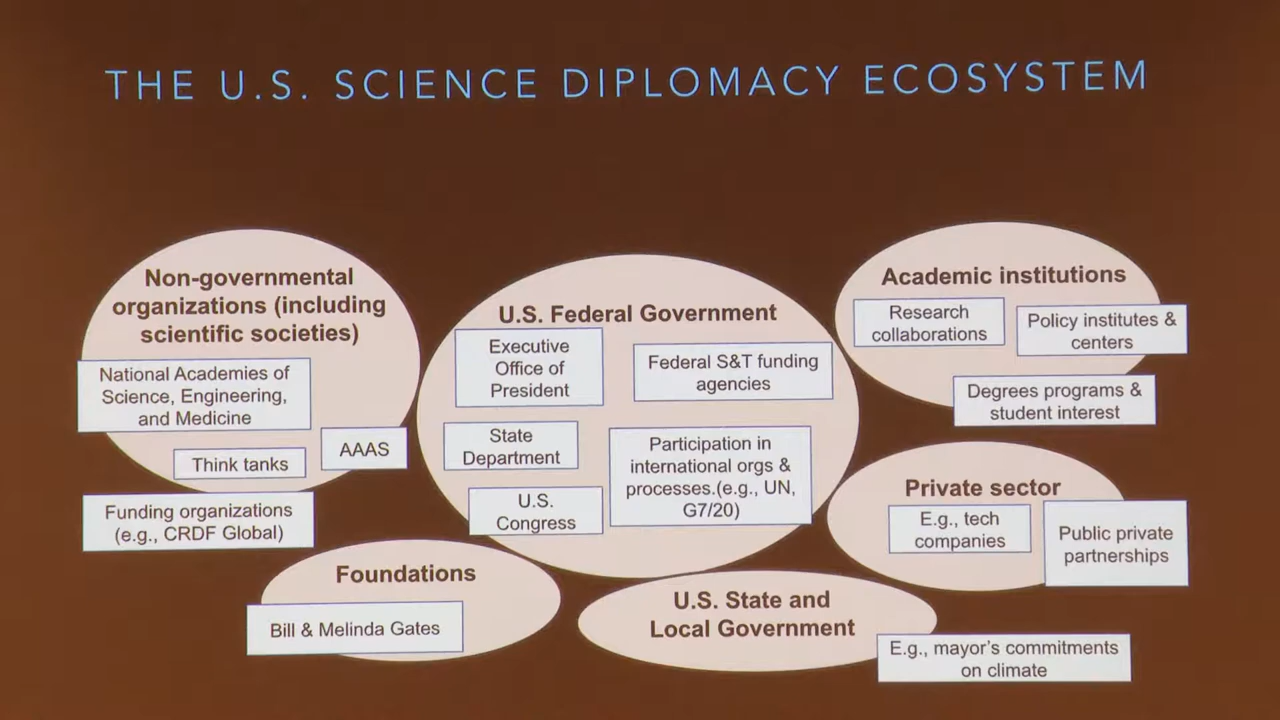 THE U.S. SCIENCE DIPLOMACY ECOSYSTEM
Non-governmental
organizations (including
scientific societies)
National Academies of
Science, Engineering,
and Medicine
Think tanks
AAAS
Funding organizations
(e.g., CRDF Global)
U.S. Federal Government
Executive
Office of
President
Federal S&T funding
agencies
State
Department
Participation in
international orgs &
processes.(e.g., UN,
G7/20)
U.S.
Congress
Academic institutions
Research
collaborations
Policy institutes &
centers
Degrees programs &
student interest
Private sector
E.g., tech
companies
Public private
partnerships
Foundations
Bill & Melinda Gates
U.S. State and
Local Government
E.g., mayor's commitments
on climate